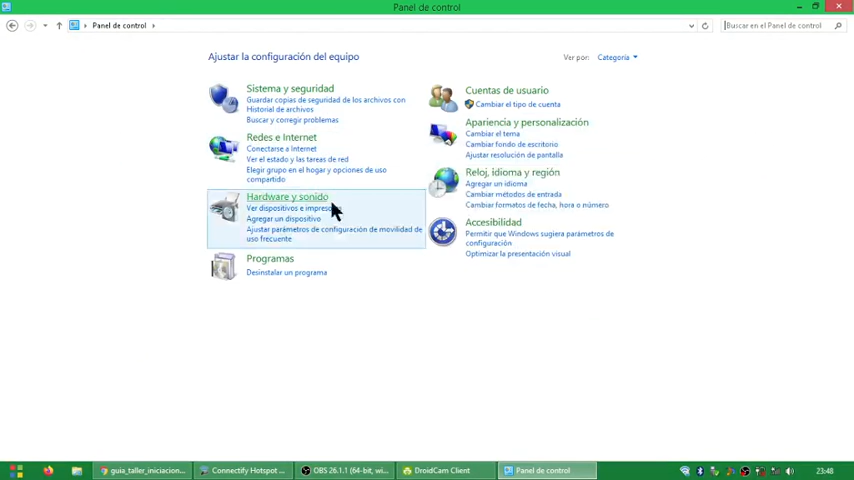 Panel de control
Panel de control
Buscar en el Panel de control
Ajustar la configuración del equipo
Ver por:
Categoría
Sistema y seguridad
Guardar copias de seguridad de los archivos con
Historial de archivos
Buscar y corregir problemas
Redes e Internet
Conectarse a Internet
Ver el estado y las tareas de red
Elegir grupo en el hogar y opciones de uso
compartido
Hardware y sonido
Ver dispositivos e impresoras
Agregar un dispositivo
Ajustar parámetros de configuración de movilidad de
uso frecuente
Programas
Desinstalar un programa
Cuentas de usuario
Cambiar el tipo de cuenta
Apariencia y personalización
Cambiar el tema
Cambiar fondo de escritorio
Ajustar resolución de pantalla
Reloj, idioma y región
Agregar un idioma
Cambiar métodos de entrada
Cambiar formatos de fecha, hora o número
Accesibilidad
Permitir que Windows sugiera parámetros de
configuración
Optimizar la presentación visual
guia_taller_iniciacion...
Connectify Hotspot ...
OBS 26.1.1 (64-bit, wi...
DroidCam Client
Panel de control
23:48